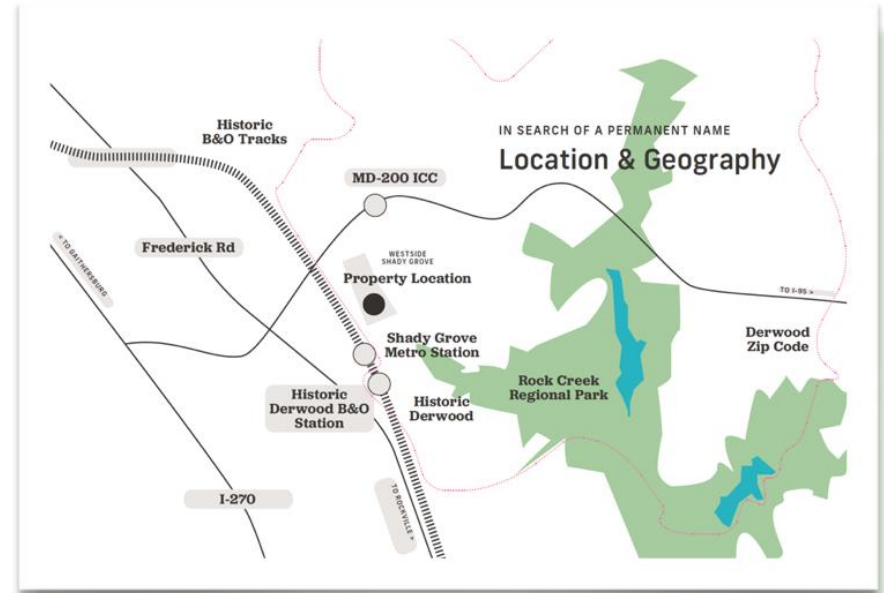 IN SEARCH OF A PERMANENT NAME
Location & Geography
Historic
B&O Tracks
MD-200 ICC
Frederick Rd
< TO GAITHERSBURG
WESTSIDE
SHADY GROVE
Property Location
TO I-95 >
Derwood
Zip Code
Shady Grove
Metro Station
Rock Creek
Regional Park
Historic
Derwood B&O
Station
Historic
Derwood
I-270
TO ROCKVILLE >